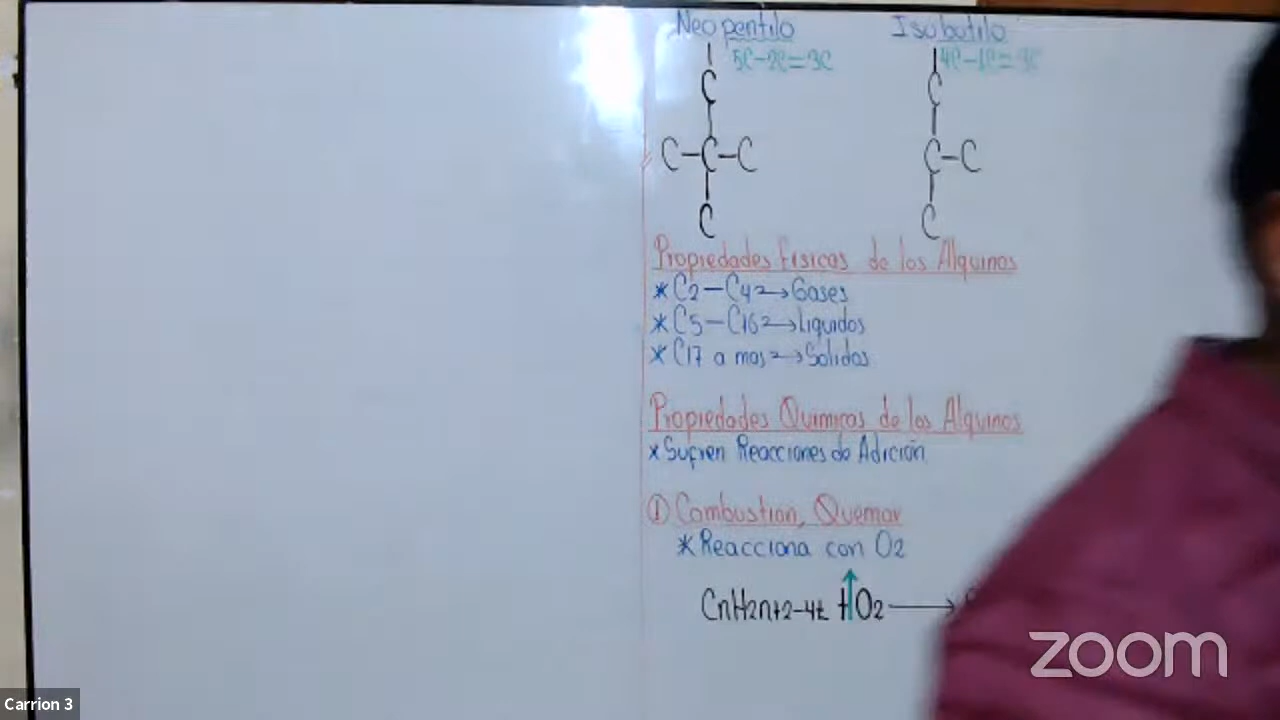 Neopentilo
5C-2C=3C
C
C-C-C
C
Isobutilo
4C-1C=3C
C
C-C
C
Propiedades físicas de los Alquinos
*C2-C4→Gases
*C5-C16→Liquidos
*C17 a mas→Solidos
Propiedades Quimicas de los Alquinos
*Sufren Reacciones de Adición
① Combustion, Quemar
*Reacciona con O2
CnH2n+2-4t + ↑O2 →
zoom
Carrion 3